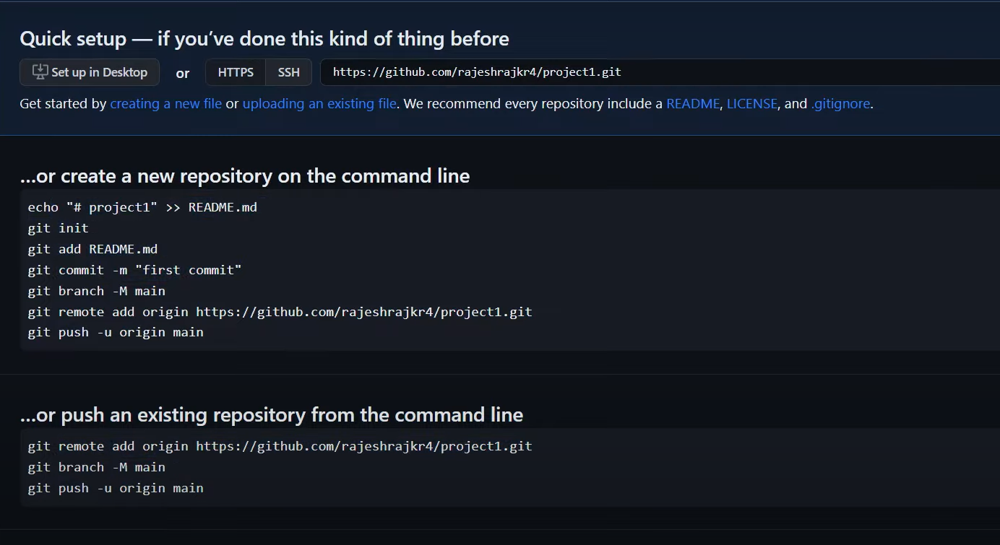 Quick setup — if you’ve done this kind of thing before
Set up in Desktop or HTTPS SSH https://github.com/rajeshrajkr4/project1.git
Get started by creating a new file or uploading an existing file. We recommend every repository include a README, LICENSE, and .gitignore.
…or create a new repository on the command line
echo "# project1" >> README.md
git init
git add README.md
git commit -m "first commit"
git branch -M main
git remote add origin https://github.com/rajeshrajkr4/project1.git
git push -u origin main
…or push an existing repository from the command line
git remote add origin https://github.com/rajeshrajkr4/project1.git
git branch -M main
git push -u origin main